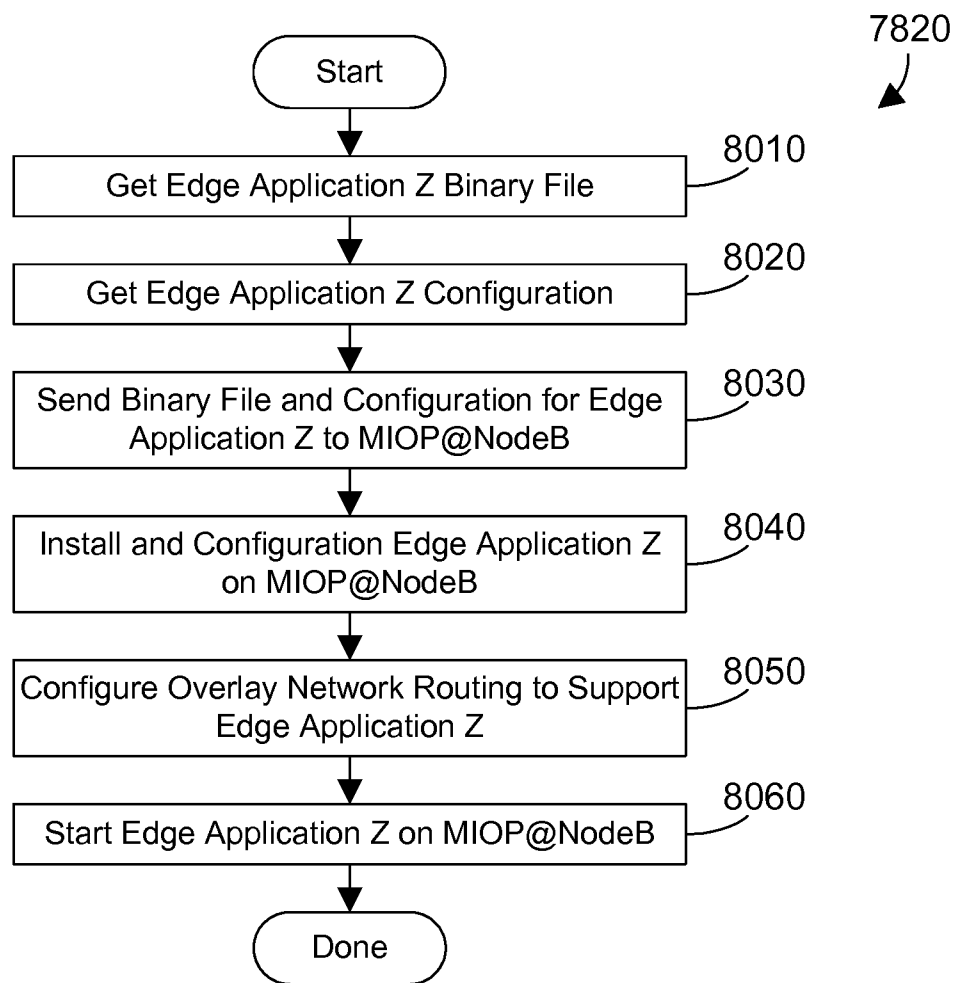 7820
Start
8010
Get Edge Application Z Binary File
8020
Get Edge Application Z Configuration
8030
Send Binary File and Configuration for Edge
Application Z to MIOP@NodeB
8040
Install and Configuration Edge Application Z
on MIOP@NodeB
8050
Configure Overlay Network Routing to Support
Edge Application Z
8060
Start Edge Application Z on MIOP@NodeB
Done